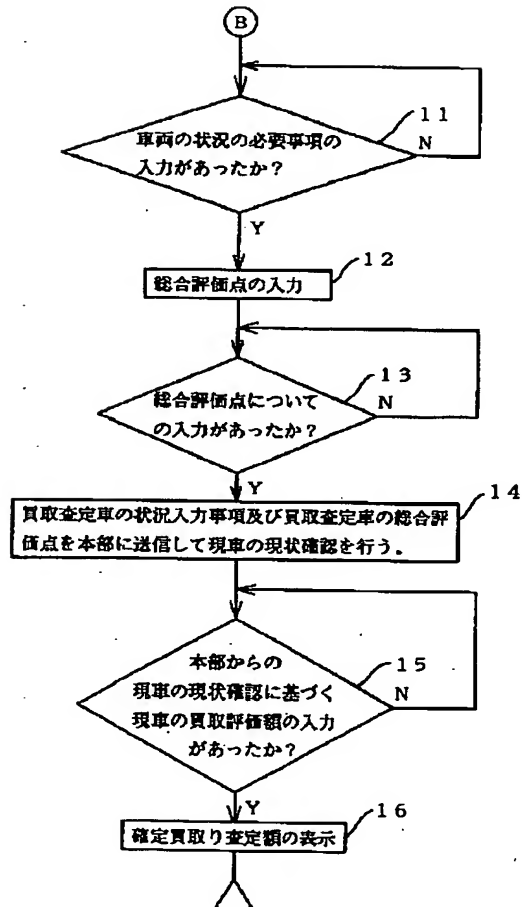 B
11
車両の状況の必要事項の
入力があったか?
N
Y
12
総合評価点の入力
13
総合評価点について
の入力があったか?
N
Y
14
買取査定車の状況入力事項及び買取査定車の総合評
価点を本部に送信して現車の現状確認を行う。
15
本部からの
現車の現状確認に基づく
現車の買取評価額の入力
があったか?
N
Y
16
確定買取り査定額の表示